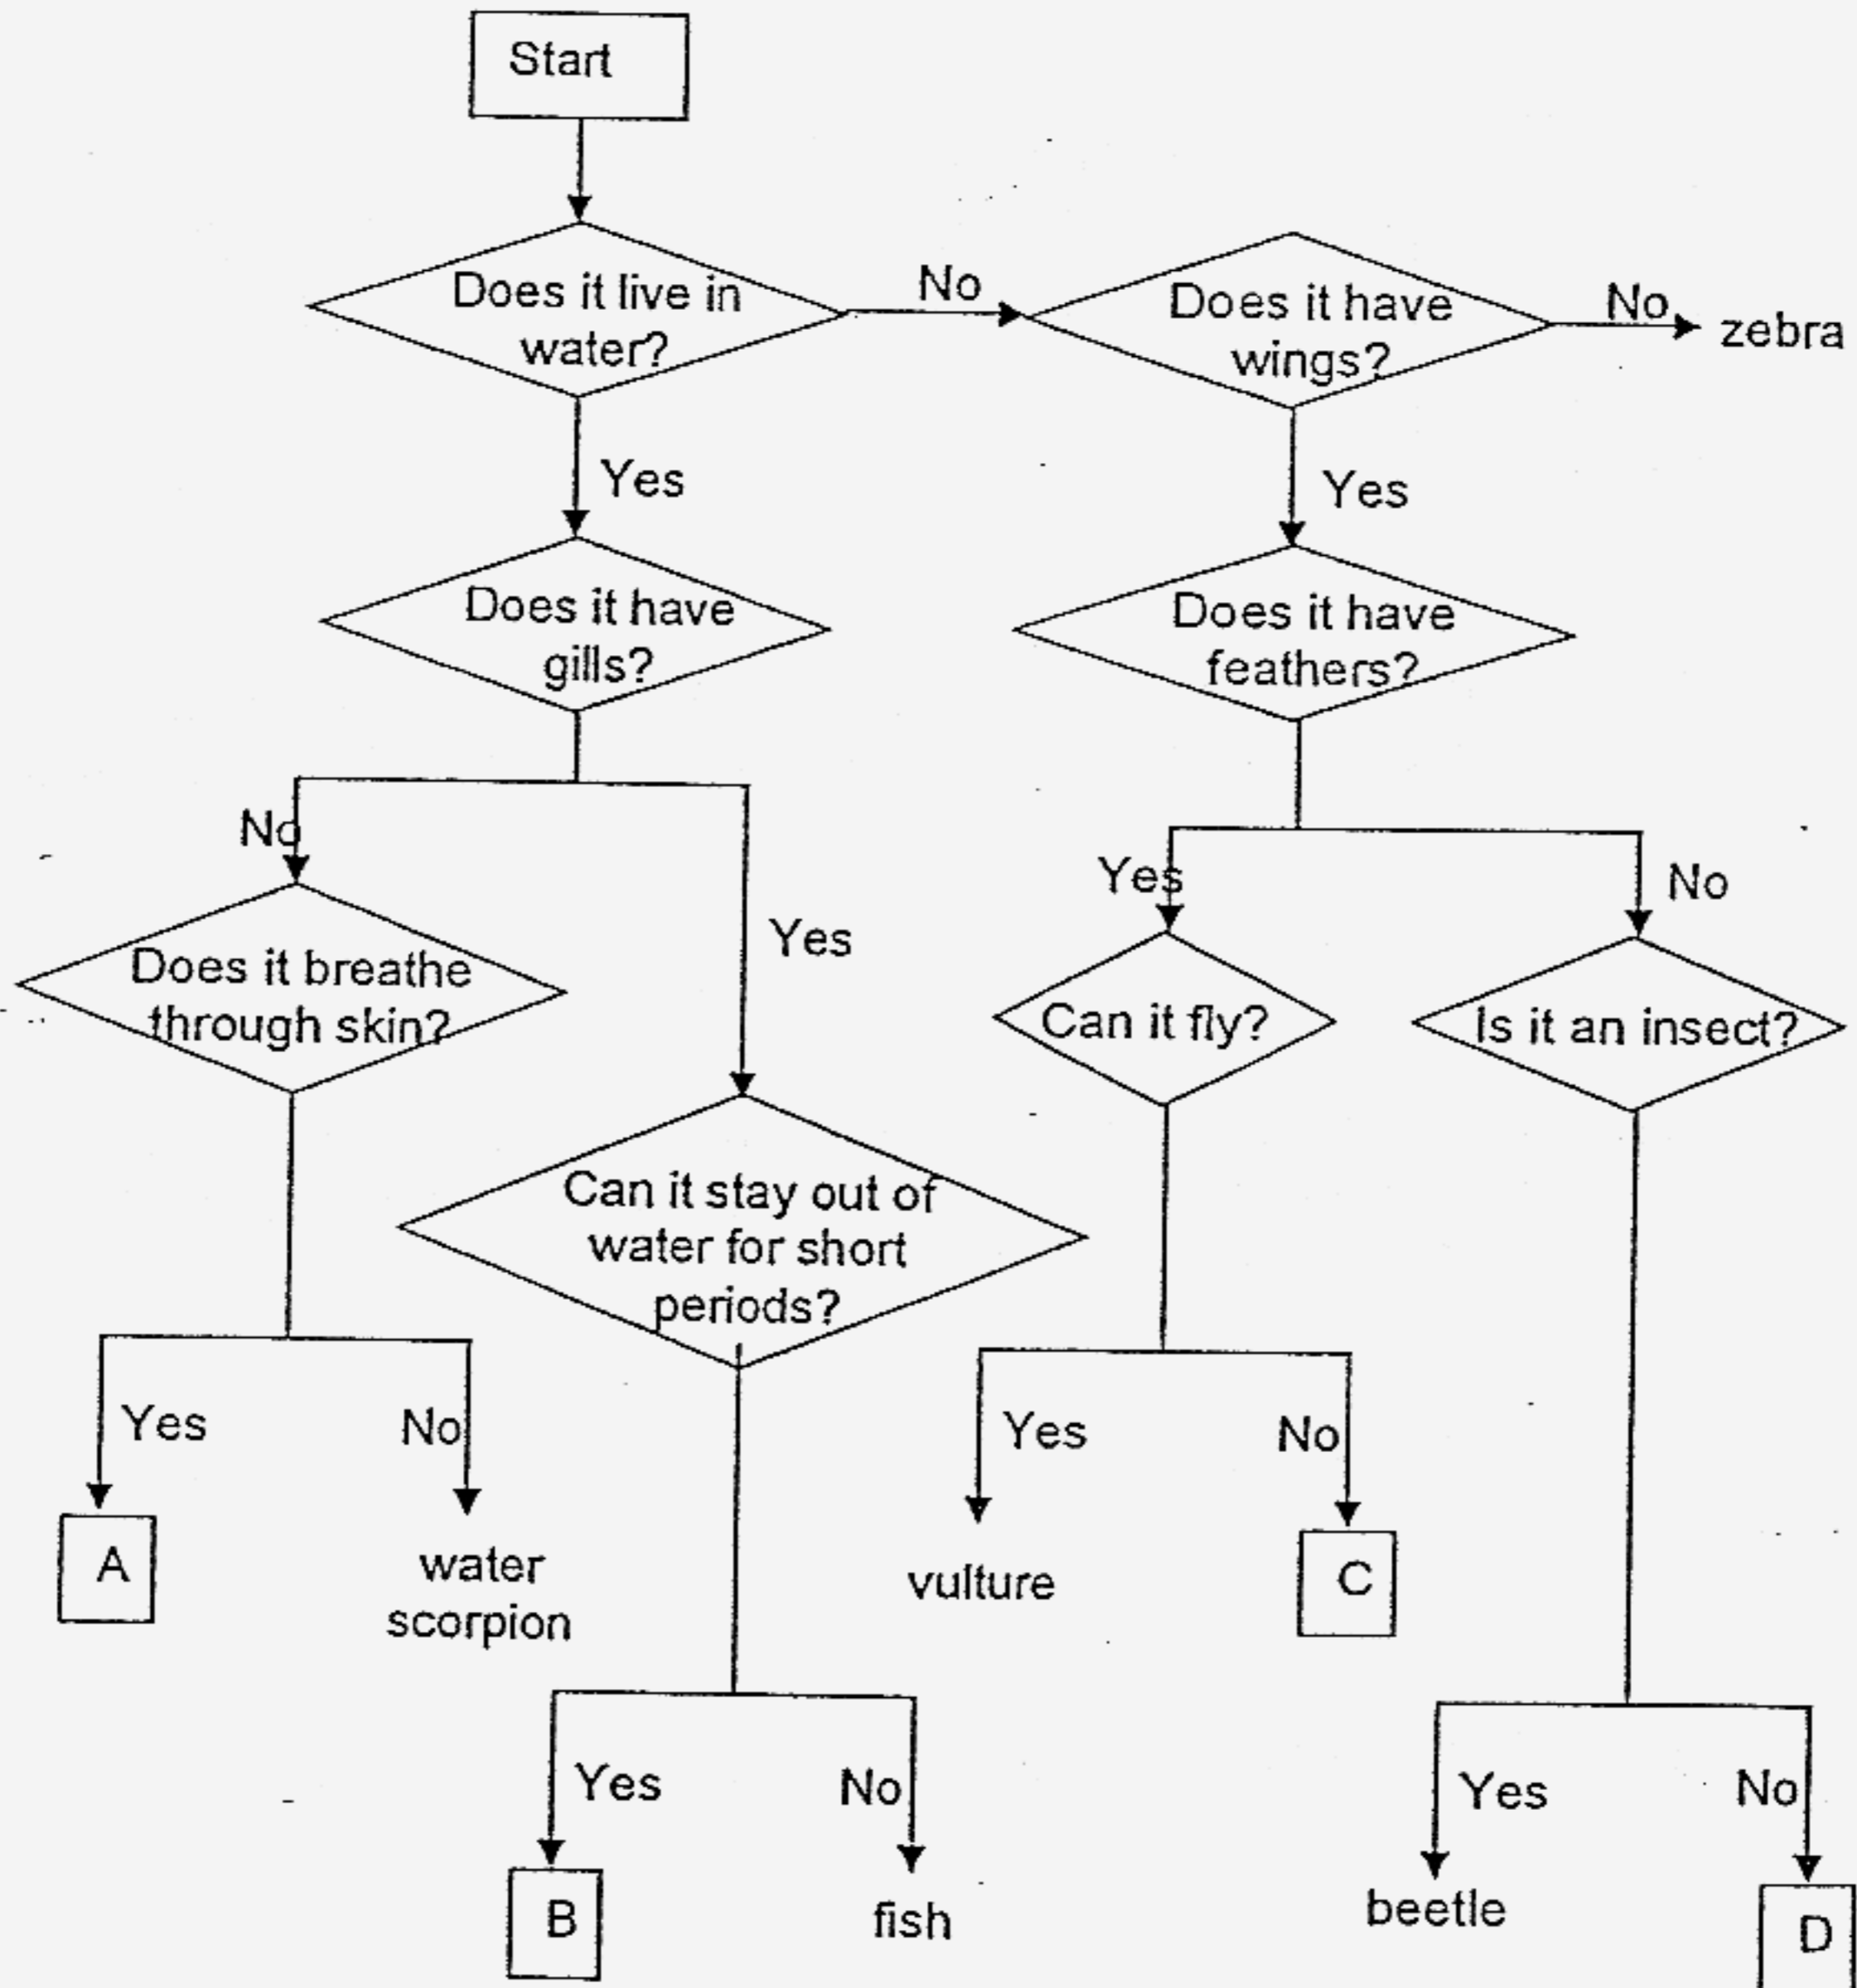 Start
Does it live in
water?
No
Does it have
wings?
No
zebra
Yes
Yes
Does it have
gills?
Does it have
feathers?
No
Yes
Yes
No
Does it breathe
through skin?
Can it fly?
Is it an insect?
Can it stay out of
water for short
periods?
Yes
No
Yes
No
A
water
scorpion
vulture
C
Yes
No
Yes
No
B
fish
beetle
D